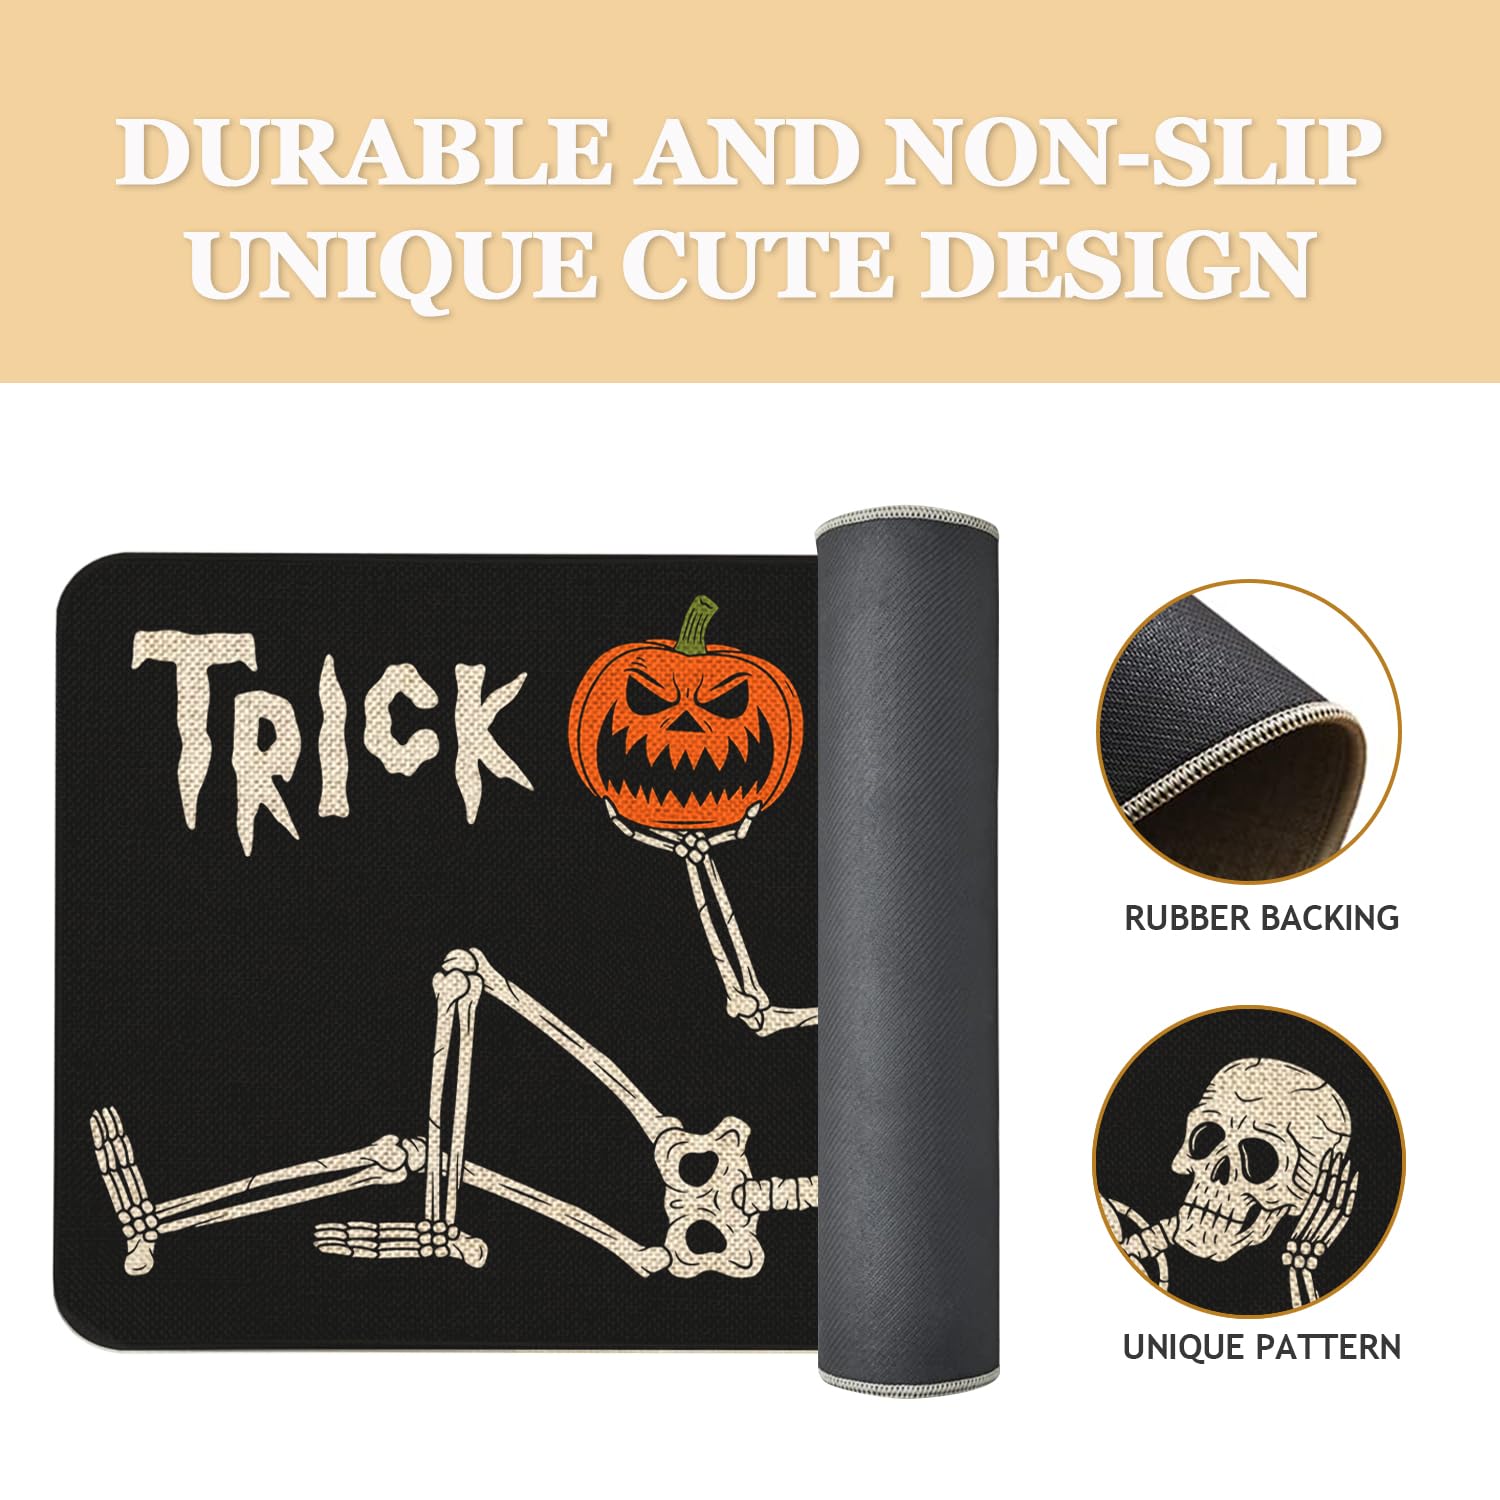 DURABLE AND NON-SLIP
UNIQUE CUTE DESIGN
TRICK
RUBBER BACKING
UNIQUE PATTERN